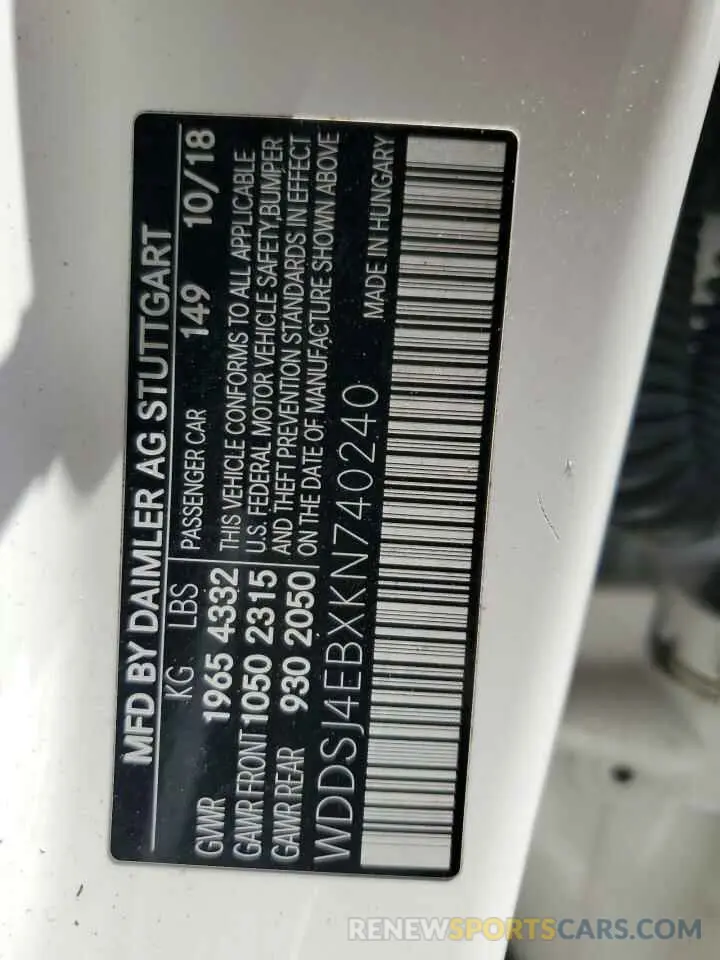 MFD BY DAIMLER AG STUTTGART
KG LBS PASSENGER CAR 149 10/18
GVWR 1965 4332 THIS VEHICLE CONFORMS TO ALL APPLICABLE
GAWR FRONT 1050 2315 U.S. FEDERAL MOTOR VEHICLE SAFETY, BUMPER
GAWR REAR 930 2050 AND THEFT PREVENTION STANDARDS IN EFFECT
ON THE DATE OF MANUFACTURE SHOWN ABOVE
WDDSJ4EBXKN740240 MADE IN HUNGARY
RENEWSPORTSCARS.COM